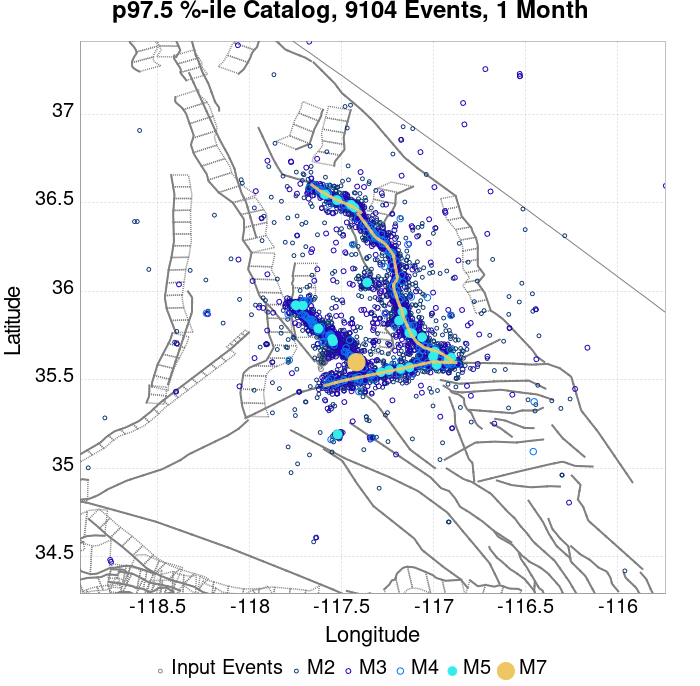 p97.5 %-ile Catalog, 9104 Events, 1 Month
37
36.5
36
35.5
35
34.5
Latitude
-118.5 -118 -117.5 -117 -116.5 -116
Longitude
Input Events M2 M3 M4 M5 M7